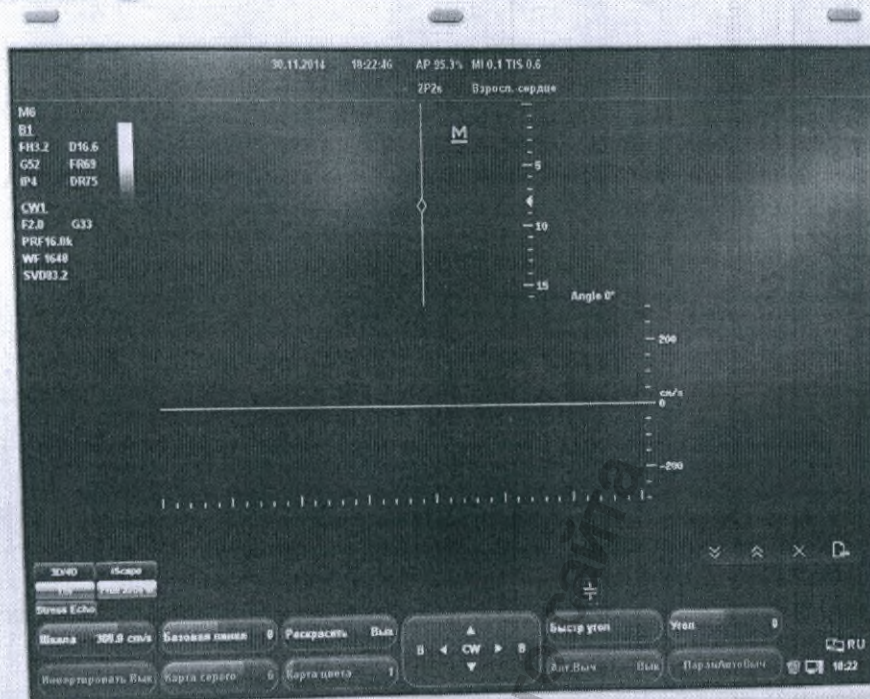 30.11.2014 18:22:46 AP 95.3% MI 0.1 TIS 0.6
2P2s Взросл. сердце
M6
B1
FH3.2 D16.6
G52 FR69
IP4 DR75
CW1
F2.0 G33
PRF16.0k
WF 1640
SVD83.2
M
5
10
15
Angle 0°
200
cm/s
0
-200
сайта
3D/4D iScape
Stress Echo
Шкала 308.9 cm/s Базовая линия 0 Раскрасить Вык B CW B Быстр угол Угол 0
Инвертировать Вык Карта серого 6 Карта цвета 1 Авт.Выч Вык ПарамАвтоВыч
RU
18:22